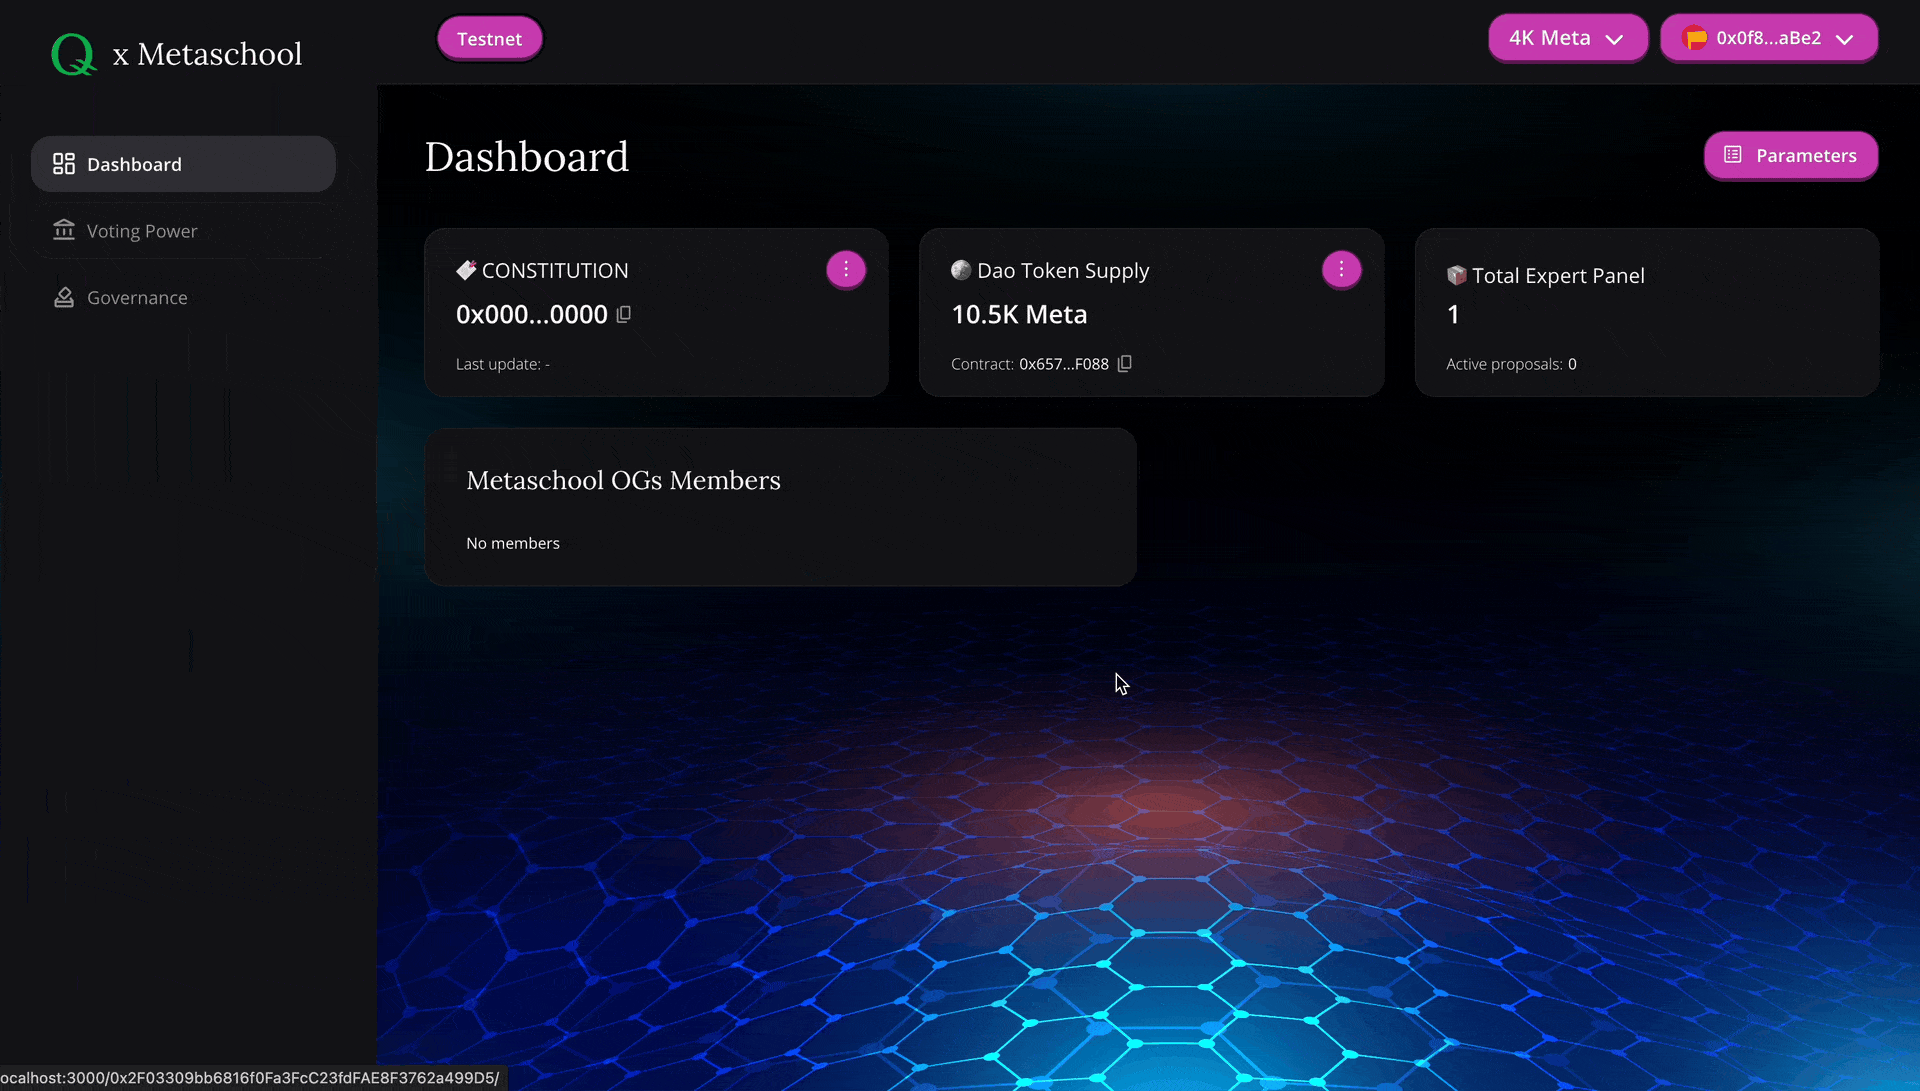 Q x Metaschool
Testnet
4K Meta
0x0f8...aBe2
Dashboard
Voting Power
Governance
Dashboard
Parameters
CONSTITUTION
0x000...0000
Last update: -
Dao Token Supply
10.5K Meta
Contract: 0x657...F088
Total Expert Panel
1
Active proposals: 0
Metaschool OGs Members
No members
ocalhost:3000/0x2F03309bb6816f0Fa3FcC23fdFAE8F3762a499D5/